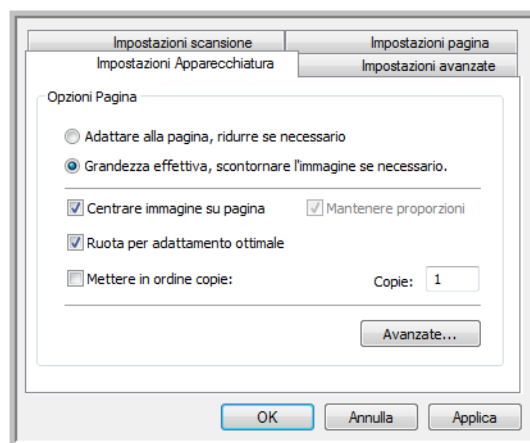 Impostazioni scansione
Impostazioni pagina
Impostazioni Apparecchiatura
Impostazioni avanzate
Opzioni Pagina
Adattare alla pagina, ridurre se necessario
Grandezza effettiva, scontornare l'immagine se necessario.
Centrare immagine su pagina
Mantenere proporzioni
Ruota per adattamento ottimale
Mettere in ordine copie:
Copie: 1
Avanzate...
OK
Annulla
Applica